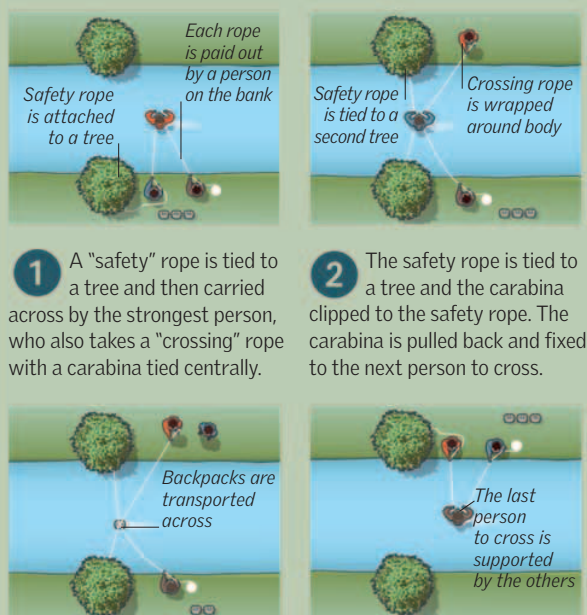 Each rope
is paid out
by a person
on the bank
Safety rope
is attached
to a tree
Safety rope
is tied to a
second tree
Crossing rope
is wrapped
around body
1 A "safety" rope is tied to
a tree and then carried
across by the strongest person,
who also takes a "crossing" rope
with a carabina tied centrally.
2 The safety rope is tied to
a tree and the carabina
clipped to the safety rope. The
carabina is pulled back and fixed
to the next person to cross.
Backpacks are
transported
across
The last
person
to cross is
supported
by the others